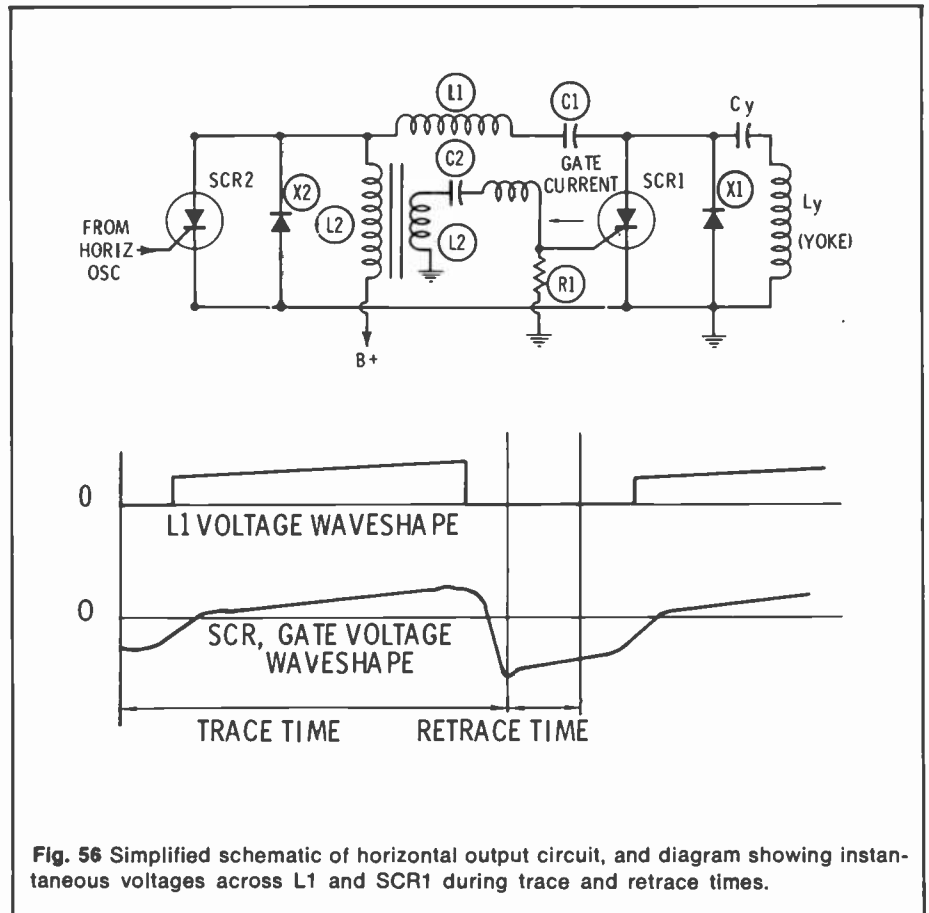 L1
C1
Cy
C2
GATE
CURRENT
SCR2
X2
SCR1
X1
FROM
HORIZ
OSC
L2
L2
Ly
(YOKE)
R1
B+
0
L1 VOLTAGE WAVESHAPE
0
SCR, GATE VOLTAGE
WAVESHAPE
TRACE TIME
RETRACE TIME
Fig. 56 Simplified schematic of horizontal output circuit, and diagram showing instan-
taneous voltages across L1 and SCR1 during trace and retrace times.